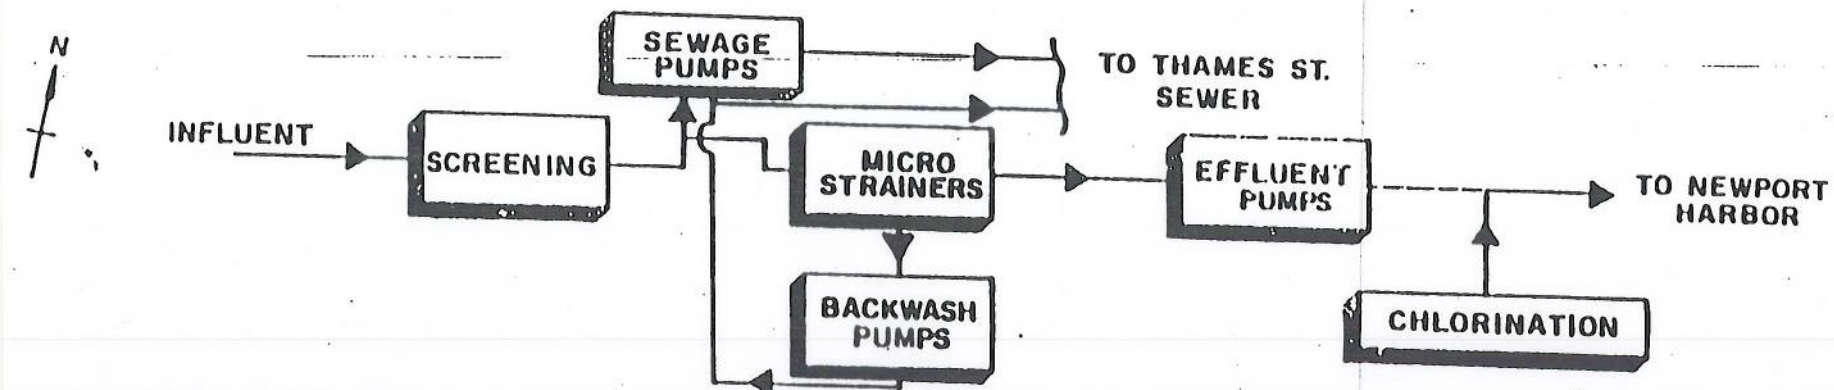 N
SEWAGE
PUMPS
TO THAMES ST.
SEWER
INFLUENT
SCREENING
MICRO
STRAINERS
EFFLUENT
PUMPS
TO NEWPORT
HARBOR
BACKWASH
PUMPS
CHLORINATION